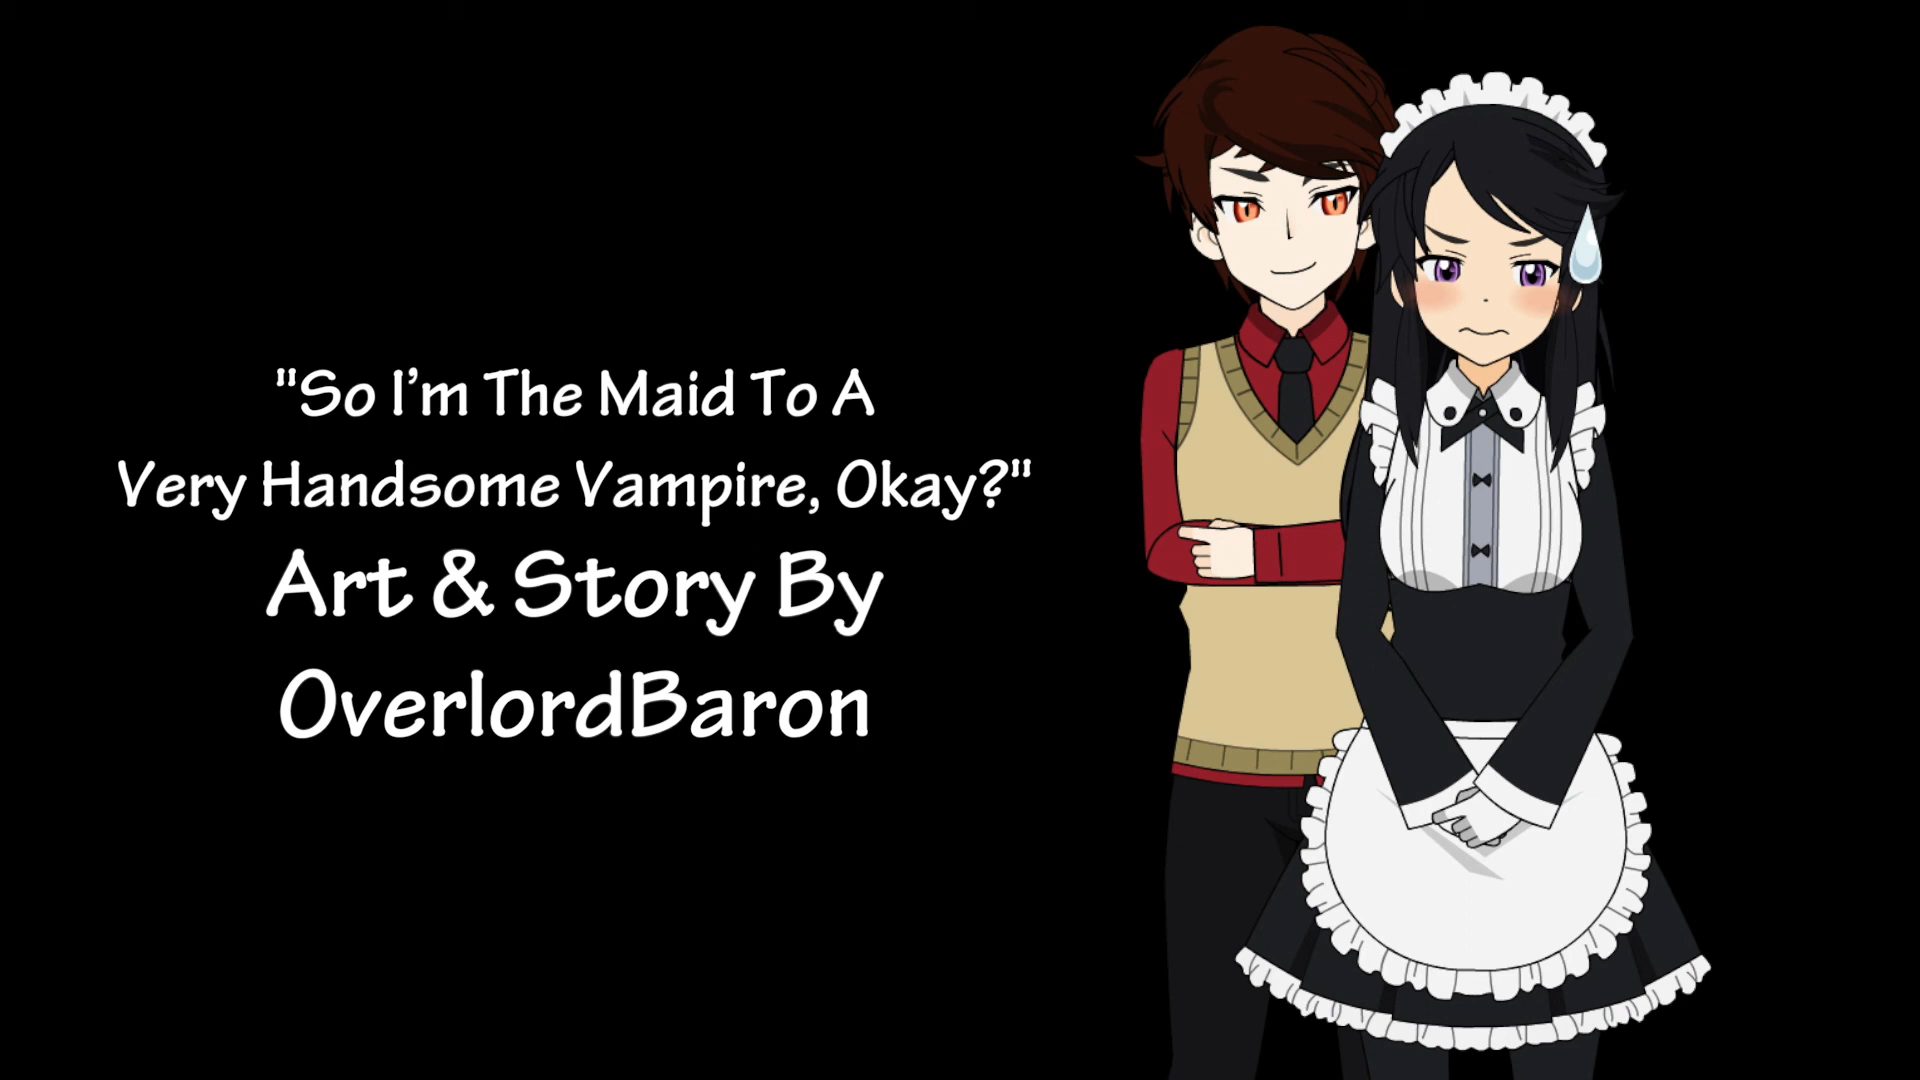 "So I’m The Maid To A
Very Handsome Vampire, Okay?"
Art & Story By
OverlordBaron